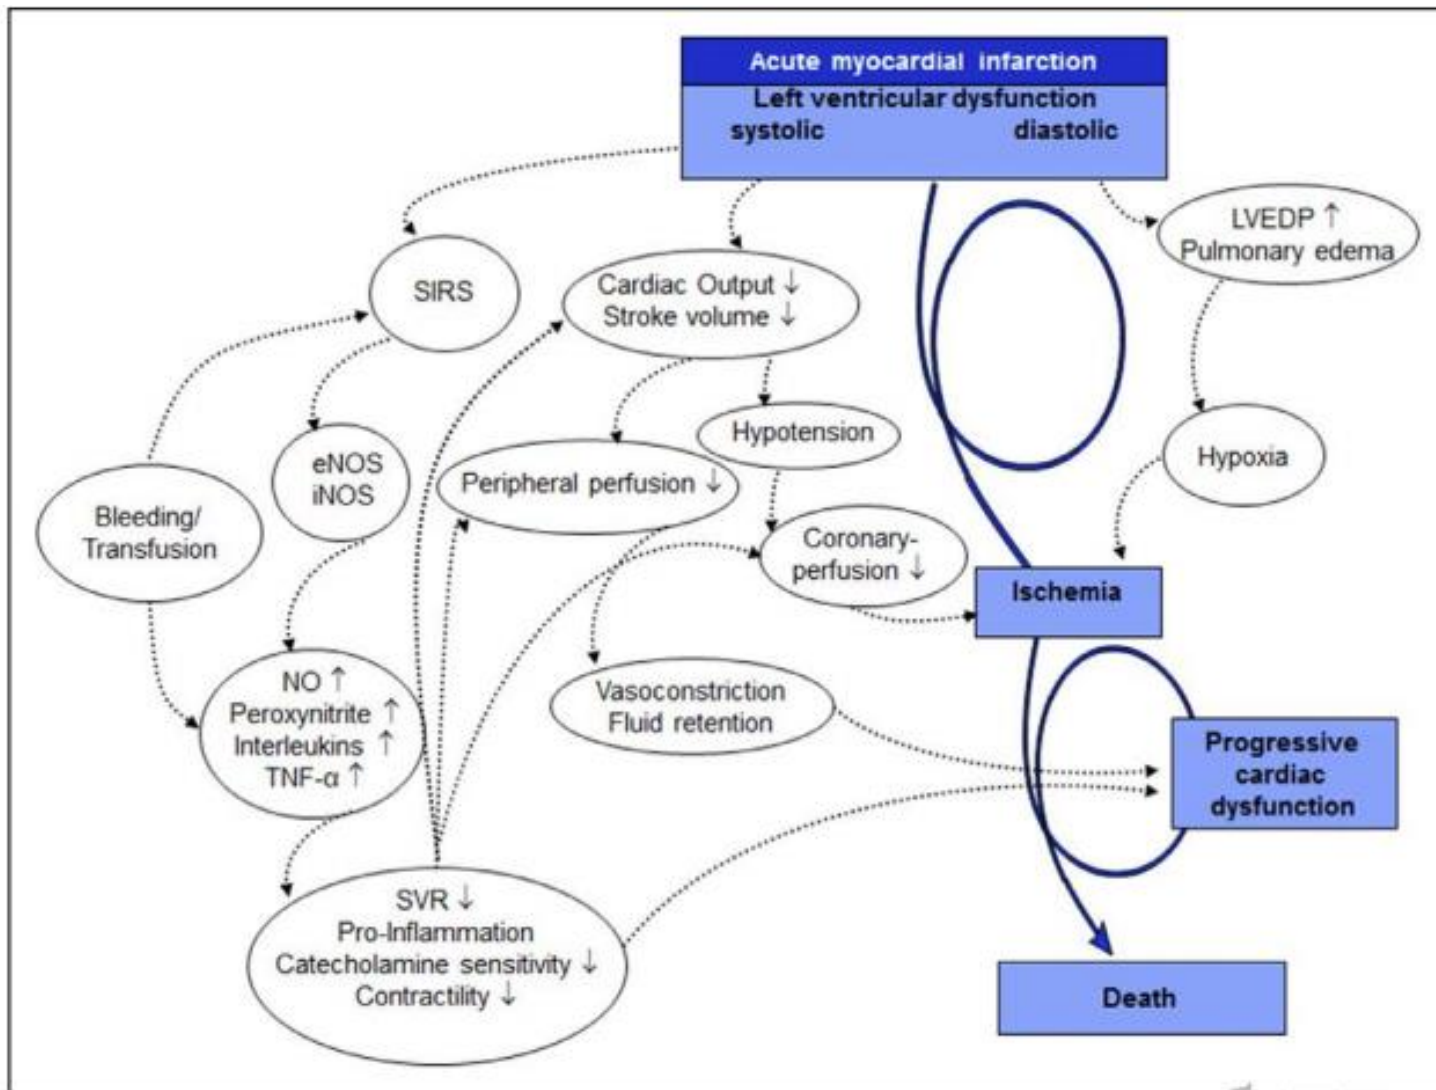 Acute myocardial infarction
Left ventricular dysfunction
systolic diastolic
LVEDP ↑
Pulmonary edema
SIRS
Cardiac Output ↓
Stroke volume ↓
Hypotension
Hypoxia
eNOS
iNOS
Peripheral perfusion ↓
Bleeding/
Transfusion
Coronary-
perfusion ↓
Ischemia
NO ↑
Peroxynitrite ↑
Interleukins ↑
TNF-α ↑
Vasoconstriction
Fluid retention
Progressive
cardiac
dysfunction
SVR ↓
Pro-Inflammation
Catecholamine sensitivity ↓
Contractility ↓
Death